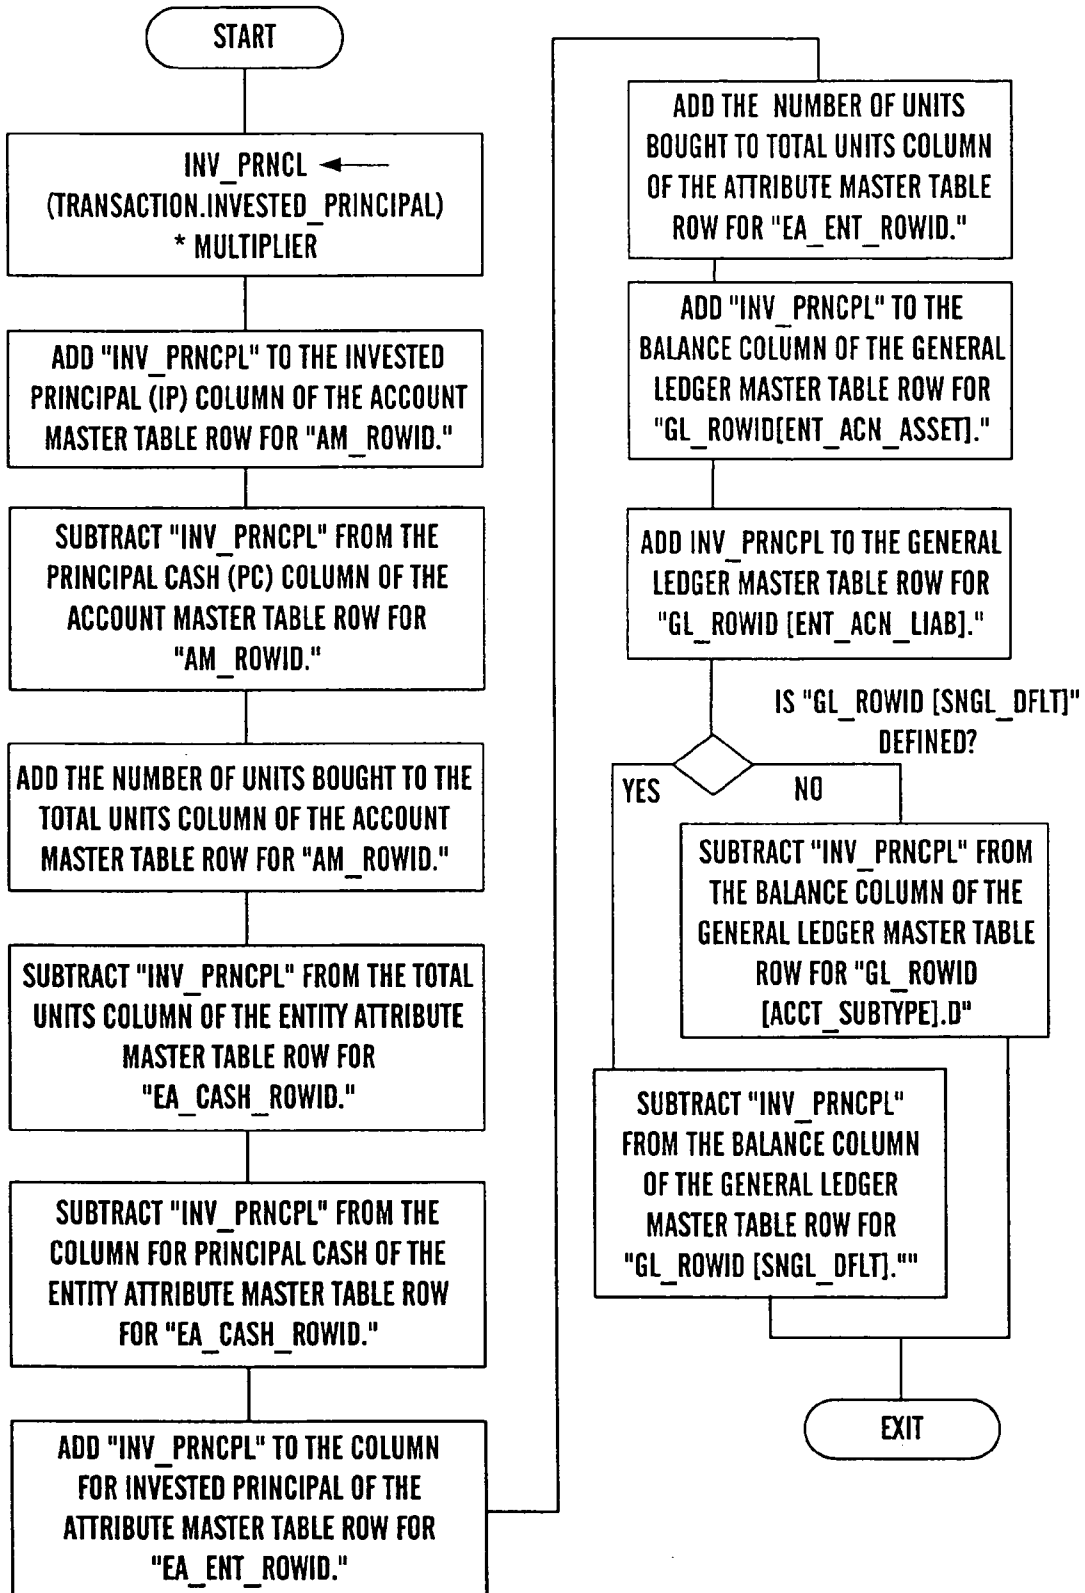 START
INV_PRNCL
(TRANSACTION.INVESTED_PRINCIPAL)
* MULTIPLIER
ADD "INV_PRNCPL" TO THE INVESTED
PRINCIPAL (IP) COLUMN OF THE ACCOUNT
MASTER TABLE ROW FOR "AM_ROWID."
SUBTRACT "INV_PRNCPL" FROM THE
PRINCIPAL CASH (PC) COLUMN OF THE
ACCOUNT MASTER TABLE ROW FOR
"AM_ROWID."
ADD THE NUMBER OF UNITS BOUGHT TO THE
TOTAL UNITS COLUMN OF THE ACCOUNT
MASTER TABLE ROW FOR "AM_ROWID."
SUBTRACT "INV_PRNCPL" FROM THE TOTAL
UNITS COLUMN OF THE ENTITY ATTRIBUTE
MASTER TABLE ROW FOR
"EA_CASH_ROWID."
SUBTRACT "INV_PRNCPL" FROM THE
COLUMN FOR PRINCIPAL CASH OF THE
ENTITY ATTRIBUTE MASTER TABLE ROW
FOR "EA_CASH_ROWID."
ADD "INV_PRNCPL" TO THE COLUMN
FOR INVESTED PRINCIPAL OF THE
ATTRIBUTE MASTER TABLE ROW FOR
"EA_ENT_ROWID."
ADD THE NUMBER OF UNITS
BOUGHT TO TOTAL UNITS COLUMN
OF THE ATTRIBUTE MASTER TABLE
ROW FOR "EA_ENT_ROWID."
ADD "INV_PRNCPL" TO THE
BALANCE COLUMN OF THE GENERAL
LEDGER MASTER TABLE ROW FOR
"GL_ROWID[ENT_ACN_ASSET]."
ADD INV_PRNCPL TO THE GENERAL
LEDGER MASTER TABLE ROW FOR
"GL_ROWID [ENT_ACN_LIAB]."
IS "GL_ROWID [SNGL_DFLT]"
DEFINED?
YES
NO
SUBTRACT "INV_PRNCPL" FROM
THE BALANCE COLUMN OF THE
GENERAL LEDGER MASTER TABLE
ROW FOR "GL_ROWID
[ACCT_SUBTYPE].D"
SUBTRACT "INV_PRNCPL"
FROM THE BALANCE COLUMN
OF THE GENERAL LEDGER
MASTER TABLE ROW FOR
"GL_ROWID [SNGL_DFLT].""
EXIT